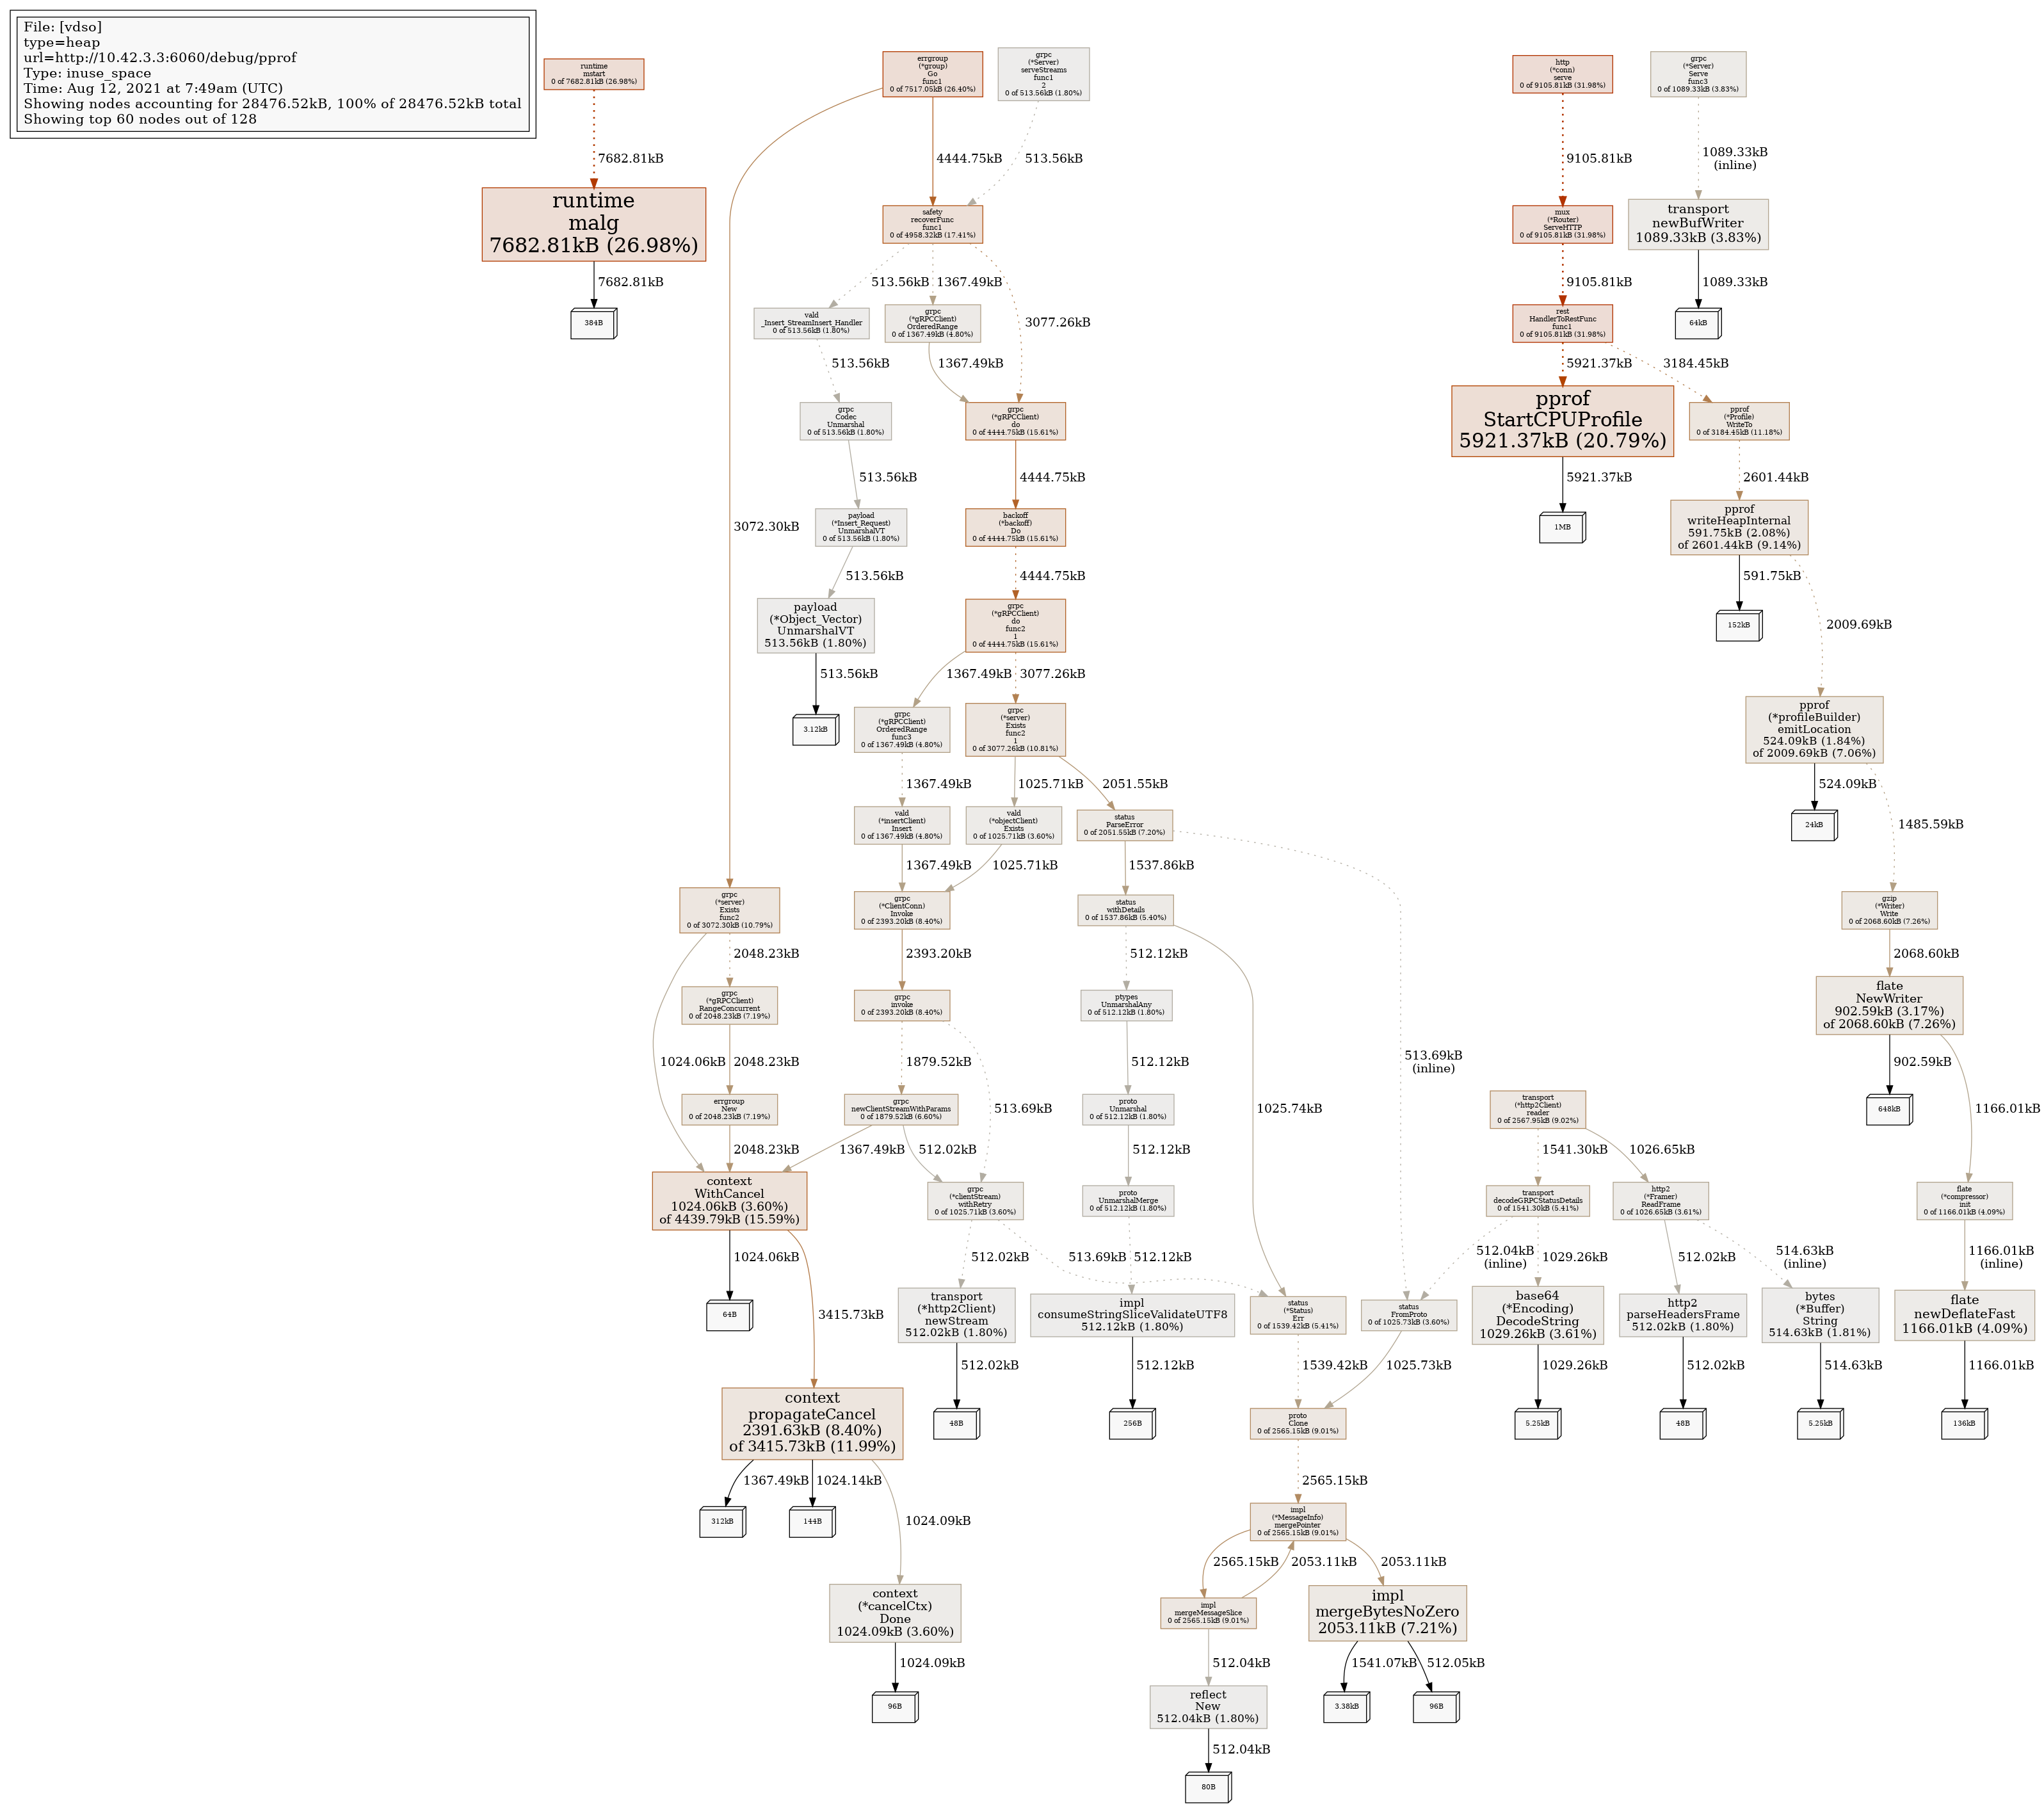 File: [vdso]
type=heap
url=http://10.42.3.3:6060/debug/pprof
Type: inuse_space
Time: Aug 12, 2021 at 7:49am (UTC)
Showing nodes accounting for 28476.52kB, 100% of 28476.52kB total
Showing top 60 nodes out of 128
runtime
mstart
0 of 7682.81kB (26.98%)
7682.81kB
runtime
malg
7682.81kB (26.98%)
7682.81kB
384B
errgroup
(*group)
Go
func1
0 of 7517.05kB (26.40%)
grpc
(*Server)
serveStreams
func1
2
0 of 513.56kB (1.80%)
4444.75kB
513.56kB
3072.30kB
safety
recoverFunc
func1
0 of 4958.32kB (17.41%)
513.56kB
1367.49kB
3077.26kB
vald
_Insert_StreamInsert_Handler
0 of 513.56kB (1.80%)
grpc
(*gRPCClient)
OrderedRange
0 of 1367.49kB (4.80%)
513.56kB
1367.49kB
grpc
Codec
Unmarshal
0 of 513.56kB (1.80%)
grpc
(*gRPCClient)
do
0 of 4444.75kB (15.61%)
513.56kB
4444.75kB
payload
(*Insert_Request)
UnmarshalVT
0 of 513.56kB (1.80%)
backoff
(*backoff)
Do
0 of 4444.75kB (15.61%)
513.56kB
4444.75kB
payload
(*Object_Vector)
UnmarshalVT
513.56kB (1.80%)
grpc
(*gRPCClient)
do
func2
1
0 of 4444.75kB (15.61%)
513.56kB
1367.49kB
3077.26kB
3.12kB
grpc
(*gRPCClient)
OrderedRange
func3
0 of 1367.49kB (4.80%)
grpc
(*server)
Exists
func2
1
0 of 3077.26kB (10.81%)
1367.49kB
1025.71kB
2051.55kB
vald
(*insertClient)
Insert
0 of 1367.49kB (4.80%)
vald
(*objectClient)
Exists
0 of 1025.71kB (3.60%)
status
ParseError
0 of 2051.55kB (7.20%)
1367.49kB
1025.71kB
1537.86kB
513.69kB
(inline)
grpc
(*server)
Exists
func2
0 of 3072.30kB (10.79%)
grpc
(*ClientConn)
Invoke
0 of 2393.20kB (8.40%)
status
withDetails
0 of 1537.86kB (5.40%)
2048.23kB
1024.06kB
2393.20kB
512.12kB
1025.74kB
grpc
(*gRPCClient)
RangeConcurrent
0 of 2048.23kB (7.19%)
grpc
invoke
0 of 2393.20kB (8.40%)
ptypes
UnmarshalAny
0 of 512.12kB (1.80%)
2048.23kB
1879.52kB
513.69kB
512.12kB
errgroup
New
0 of 2048.23kB (7.19%)
grpc
newClientStreamWithParams
0 of 1879.52kB (6.60%)
proto
Unmarshal
0 of 512.12kB (1.80%)
2048.23kB
1367.49kB
512.02kB
512.12kB
context
WithCancel
1024.06kB (3.60%)
of 4439.79kB (15.59%)
grpc
(*clientStream)
withRetry
0 of 1025.71kB (3.60%)
proto
UnmarshalMerge
0 of 512.12kB (1.80%)
1024.06kB
3415.73kB
512.02kB
513.69kB
512.12kB
64B
transport
(*http2Client)
newStream
512.02kB (1.80%)
impl
consumeStringSliceValidateUTF8
512.12kB (1.80%)
status
(*Status)
Err
0 of 1539.42kB (5.41%)
status
FromProto
0 of 1025.73kB (3.60%)
512.02kB
512.12kB
1539.42kB
1025.73kB
context
propagateCancel
2391.63kB (8.40%)
of 3415.73kB (11.99%)
48B
256B
proto
Clone
0 of 2565.15kB (9.01%)
1367.49kB
1024.14kB
1024.09kB
2565.15kB
312kB
144B
impl
(*MessageInfo)
mergePointer
0 of 2565.15kB (9.01%)
2565.15kB
2053.11kB
2053.11kB
context
(*cancelCtx)
Done
1024.09kB (3.60%)
impl
mergeMessageSlice
0 of 2565.15kB (9.01%)
impl
mergeBytesNoZero
2053.11kB (7.21%)
1024.09kB
512.04kB
1541.07kB
512.05kB
96B
reflect
New
512.04kB (1.80%)
3.38kB
96B
512.04kB
80B
http
(*conn)
serve
0 of 9105.81kB (31.98%)
grpc
(*Server)
Serve
func3
0 of 1089.33kB (3.83%)
9105.81kB
1089.33kB
(inline)
mux
(*Router)
ServeHTTP
0 of 9105.81kB (31.98%)
transport
newBufWriter
1089.33kB (3.83%)
9105.81kB
1089.33kB
rest
HandlerToRestFunc
func1
0 of 9105.81kB (31.98%)
64kB
5921.37kB
3184.45kB
pprof
StartCPUProfile
5921.37kB (20.79%)
pprof
(*Profile)
WriteTo
0 of 3184.45kB (11.18%)
5921.37kB
2601.44kB
1MB
pprof
writeHeapInternal
591.75kB (2.08%)
of 2601.44kB (9.14%)
591.75kB
2009.69kB
152kB
pprof
(*profileBuilder)
emitLocation
524.09kB (1.84%)
of 2009.69kB (7.06%)
524.09kB
1485.59kB
24kB
gzip
(*Writer)
Write
0 of 2068.60kB (7.26%)
2068.60kB
flate
NewWriter
902.59kB (3.17%)
of 2068.60kB (7.26%)
902.59kB
1166.01kB
648kB
transport
(*http2Client)
reader
0 of 2567.95kB (9.02%)
1541.30kB
1026.65kB
transport
decodeGRPCStatusDetails
0 of 1541.30kB (5.41%)
http2
(*Framer)
ReadFrame
0 of 1026.65kB (3.61%)
flate
(*compressor)
init
0 of 1166.01kB (4.09%)
512.04kB
(inline)
1029.26kB
512.02kB
514.63kB
(inline)
1166.01kB
(inline)
base64
(*Encoding)
DecodeString
1029.26kB (3.61%)
http2
parseHeadersFrame
512.02kB (1.80%)
bytes
(*Buffer)
String
514.63kB (1.81%)
flate
newDeflateFast
1166.01kB (4.09%)
1029.26kB
512.02kB
514.63kB
1166.01kB
5.25kB
48B
5.25kB
136kB